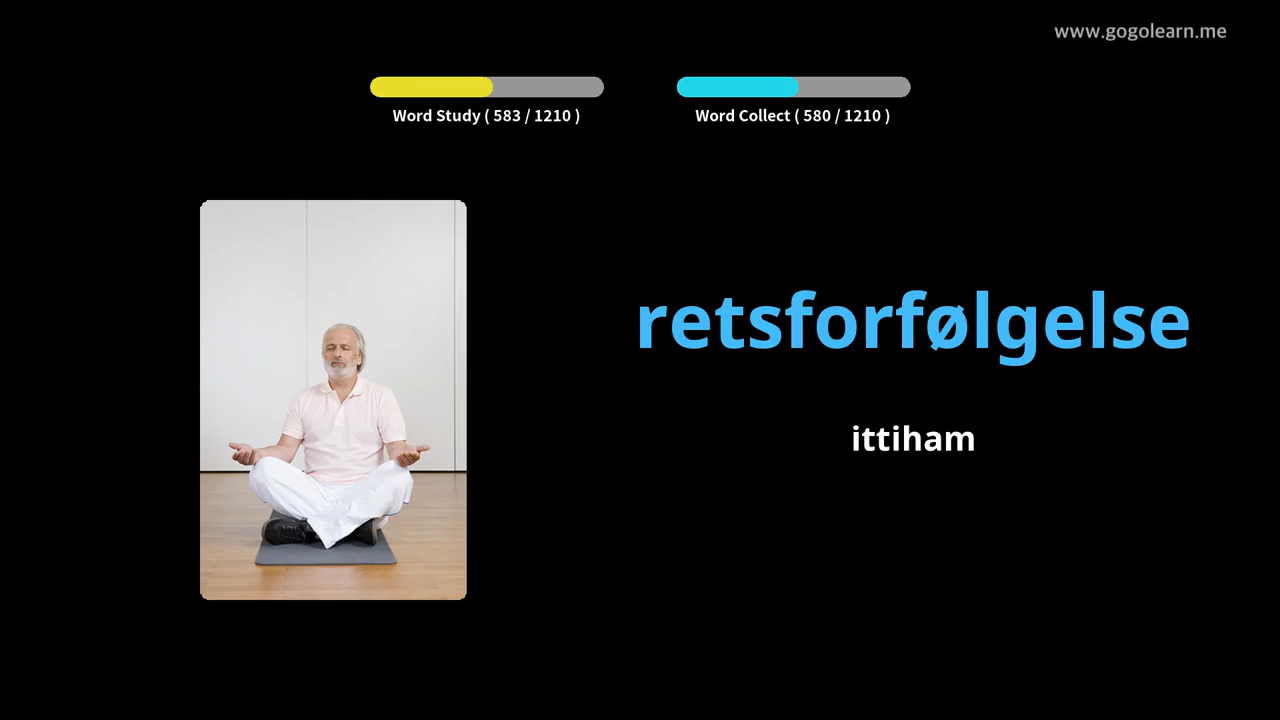 www.gogolearn.me
Word Study ( 583 / 1210 )
Word Collect ( 580 / 1210 )
retsforfølgelse
ittiham